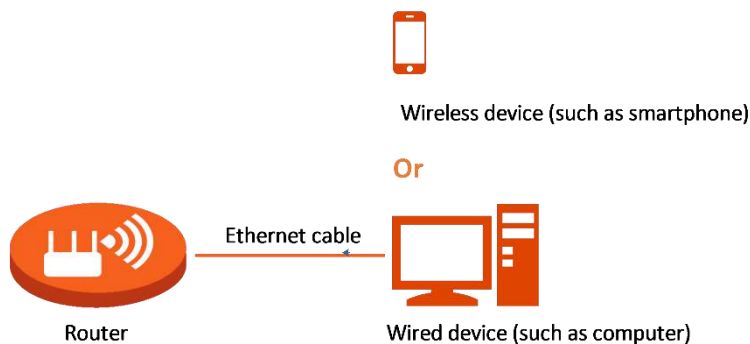 Wireless device (such as smartphone)
Or
Ethernet cable
Router
Wired device (such as computer)